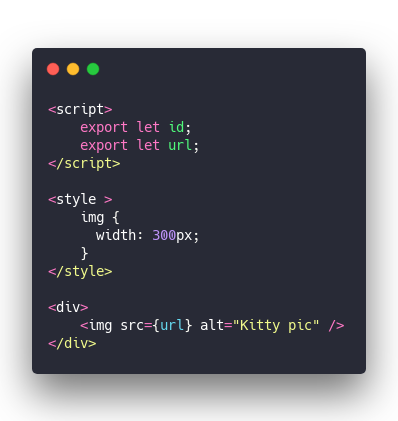 <script>
    export let id;
    export let url;
</script>

<style >
    img {
      width: 300px;
    }
</style>

<div>
    <img src={url} alt="Kitty pic" />
</div>